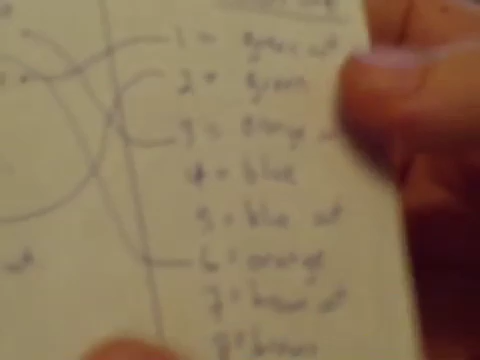 1 = green wt
2 = green
3 = orange
4 = blue
5 = blue wt
6 = orange
7 = brown wt
8 = brown
wt